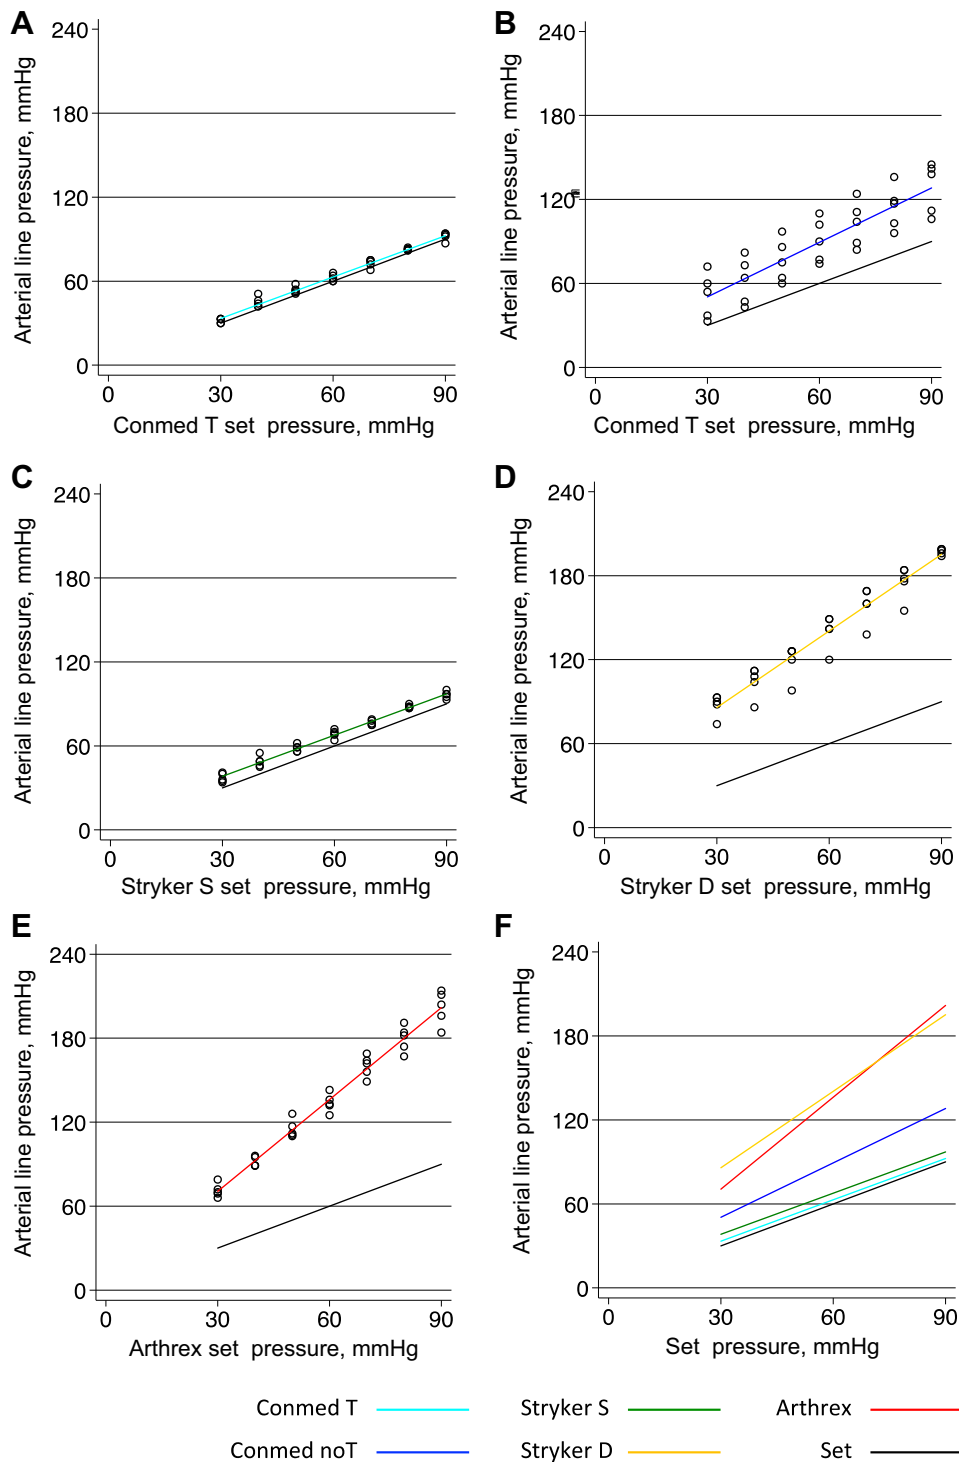 A
B
Arterial line pressure, mmHg
240
180
120
60
0
0 30 60 90
Conmed T set pressure, mmHg
Arterial line pressure, mmHg
240
180
120
60
0
0 30 60 90
Conmed T set pressure, mmHg
C
D
Arterial line pressure, mmHg
240
180
120
60
0
0 30 60 90
Stryker S set pressure, mmHg
Arterial line pressure, mmHg
240
180
120
60
0
0 30 60 90
Stryker D set pressure, mmHg
E
F
Arterial line pressure, mmHg
240
180
120
60
0
0 30 60 90
Arthrex set pressure, mmHg
Arterial line pressure, mmHg
240
180
120
60
0
0 30 60 90
Set pressure, mmHg
Conmed T Stryker S Arthrex
Conmed noT Stryker D Set